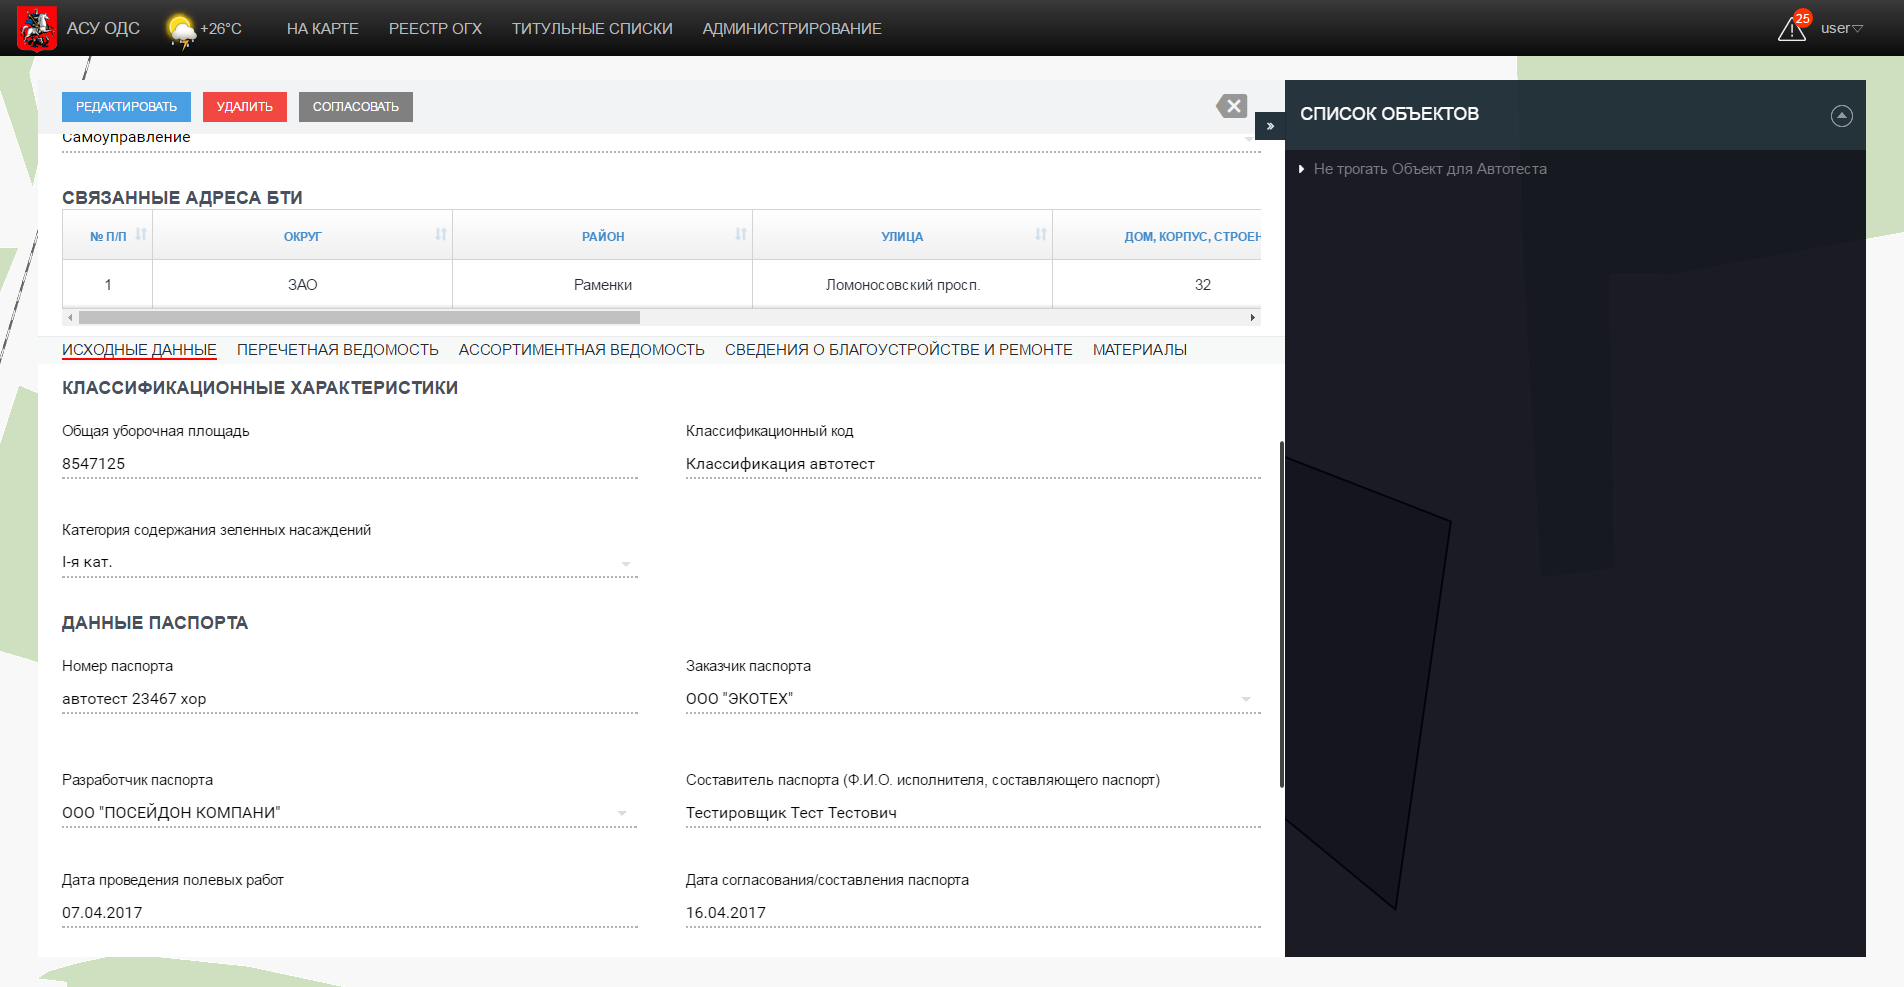 АСУ ОДС +26°C НА КАРТЕ РЕЕСТР ОГХ ТИТУЛЬНЫЕ СПИСКИ АДМИНИСТРИРОВАНИЕ 25 user
РЕДАКТИРОВАТЬ УДАЛИТЬ СОГЛАСОВАТЬ
Самоуправление
СВЯЗАННЫЕ АДРЕСА БТИ
№ П/П ОКРУГ РАЙОН УЛИЦА ДОМ, КОРПУС, СТРОЕН
1 ЗАО Раменки Ломоносовский просп. 32
ИСХОДНЫЕ ДАННЫЕ ПЕРЕЧЕТНАЯ ВЕДОМОСТЬ АССОРТИМЕНТНАЯ ВЕДОМОСТЬ СВЕДЕНИЯ О БЛАГОУСТРОЙСТВЕ И РЕМОНТЕ МАТЕРИАЛЫ
КЛАССИФИКАЦИОННЫЕ ХАРАКТЕРИСТИКИ
Общая уборочная площадь Классификационный код
8547125 Классификация автотест
Категория содержания зеленных насаждений
I-я кат.
ДАННЫЕ ПАСПОРТА
Номер паспорта Заказчик паспорта
автотест 23467 хор ООО "ЭКОТЕХ"
Разработчик паспорта Составитель паспорта (Ф.И.О. исполнителя, составляющего паспорт)
ООО "ПОСЕЙДОН КОМПАНИ" Тестировщик Тест Тестович
Дата проведения полевых работ Дата согласования/составления паспорта
07.04.2017 16.04.2017
СПИСОК ОБЪЕКТОВ
Не трогать Объект для Автотеста